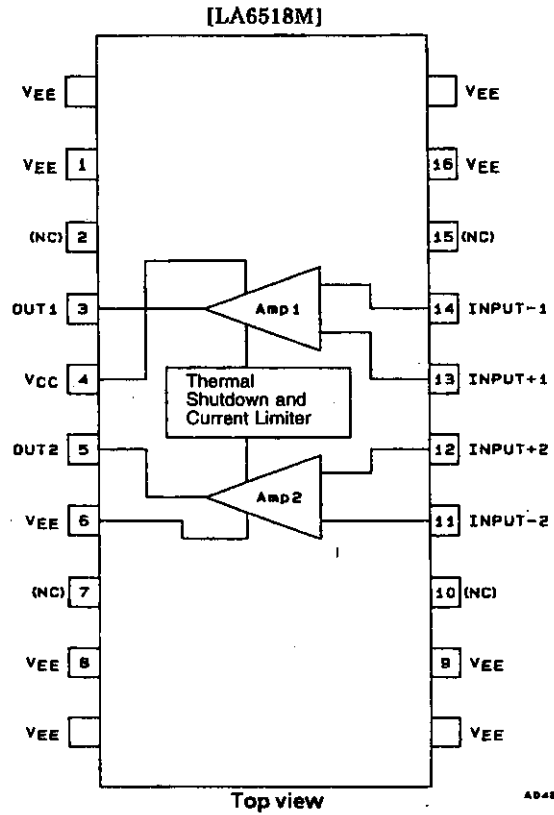 [LA6518M]
VEE VEE
VEE 1 16 VEE
(NC) 2 15 (NC)
OUT1 3 Amp1 14 INPUT-1
VCC 4 Thermal Shutdown and Current Limiter 13 INPUT+1
OUT2 5 12 INPUT+2
VEE 6 Amp2 11 INPUT-2
(NC) 7 10 (NC)
VEE 8 9 VEE
VEE VEE
Top view